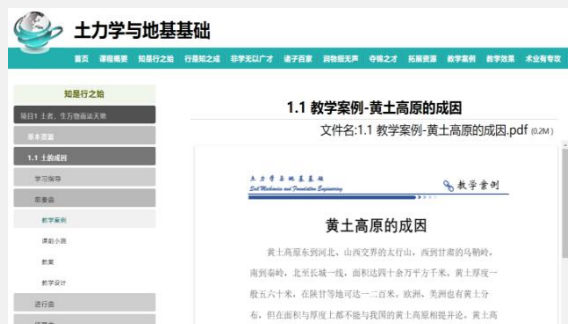 土力学与地基基础
首页 课程概要 知是行之始 行是知之成 非学无以广才 诸子百家 润物细无声 夺锦之才 拓展资源 教学案例 教学效果 术业有专攻
知是行之始
项目1 土者，生万物而法天地
基本资源
1.1 土的成因
学习指导
前奏曲
教学案例
课前小测
教案
教学设计
进行曲
1.1 教学案例-黄土高原的成因
文件名:1.1 教学案例-黄土高原的成因.pdf (0.2M)
土力学与地基基础
Soil Mechanics and Foundation Engineering
教学案例
黄土高原的成因
黄土高原东到河北、山西交界的太行山，西到甘肃的乌鞘岭，
南到秦岭，北至长城一线，面积达四十余万平方千米。黄土厚度一
般五六十米，在陕甘等地可达一二百米。欧洲、美洲也有黄土分
布，但在面积与厚度上都不能与我国的黄土高原相提并论。黄土高